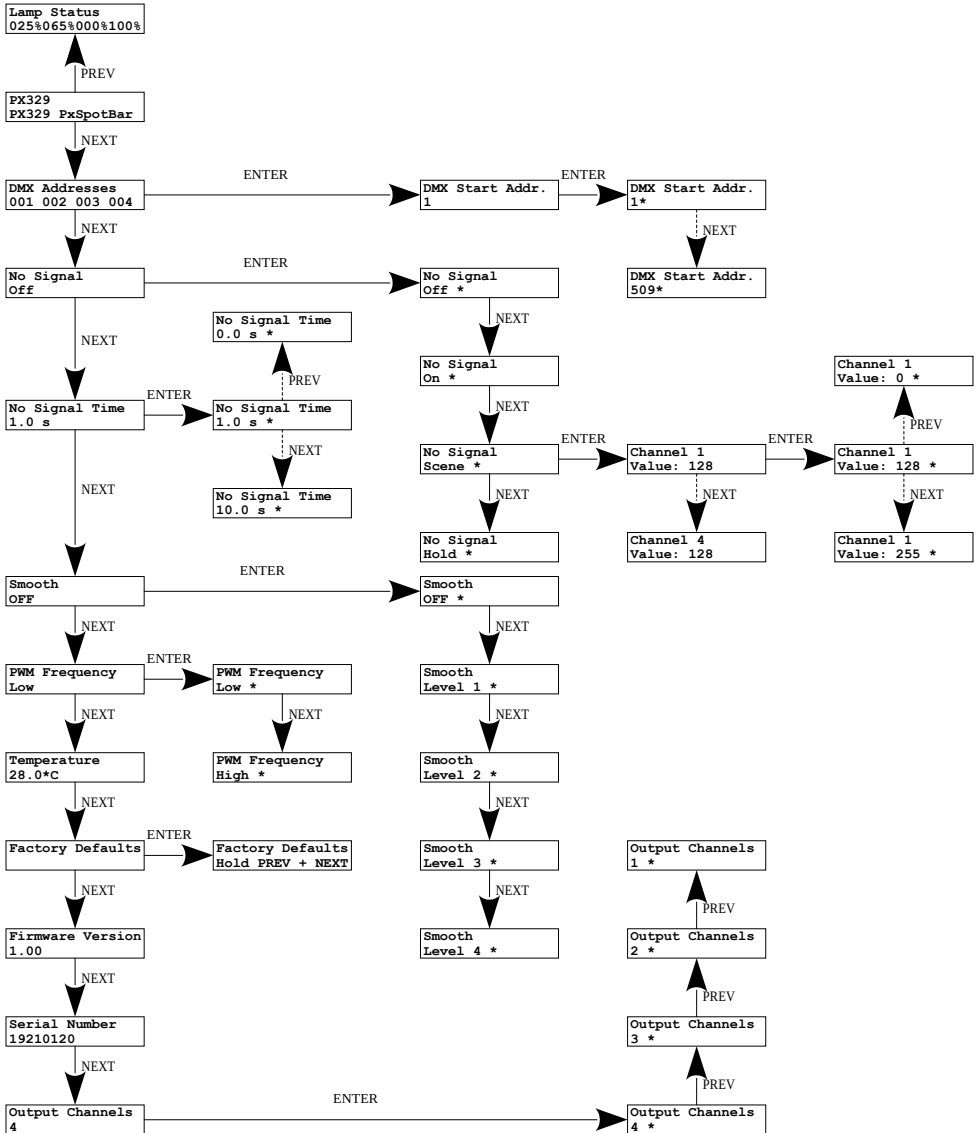 Lamp Status
025%065%000%100%
PREV
PX329
PX329 PxSpotBar
NEXT
ENTER
ENTER
DMX Addresses
001 002 003 004
DMX Start Addr.
1
DMX Start Addr.
1*
NEXT
NEXT
ENTER
No Signal
Off
No Signal
Off *
DMX Start Addr.
509*
No Signal Time
0.0 s *
NEXT
NEXT
No Signal
On *
Channel 1
Value: 0 *
PREV
ENTER
NEXT
PREV
No Signal Time
1.0 s
No Signal Time
1.0 s *
NEXT
No Signal
Scene *
ENTER
Channel 1
Value: 128
ENTER
Channel 1
Value: 128 *
NEXT
No Signal Time
10.0 s *
NEXT
NEXT
NEXT
No Signal
Hold *
Channel 4
Value: 128
Channel 1
Value: 255 *
ENTER
Smooth
OFF
Smooth
OFF *
NEXT
NEXT
ENTER
PWM Frequency
Low
PWM Frequency
Low *
Smooth
Level 1 *
NEXT
NEXT
NEXT
Temperature
28.0*C
PWM Frequency
High *
Smooth
Level 2 *
NEXT
NEXT
ENTER
Factory Defaults
Factory Defaults
Hold PREV + NEXT
Smooth
Level 3 *
Output Channels
1 *
NEXT
NEXT
PREV
Firmware Version
1.00
Smooth
Level 4 *
Output Channels
2 *
NEXT
PREV
Serial Number
19210120
Output Channels
3 *
NEXT
PREV
ENTER
Output Channels
4
Output Channels
4 *